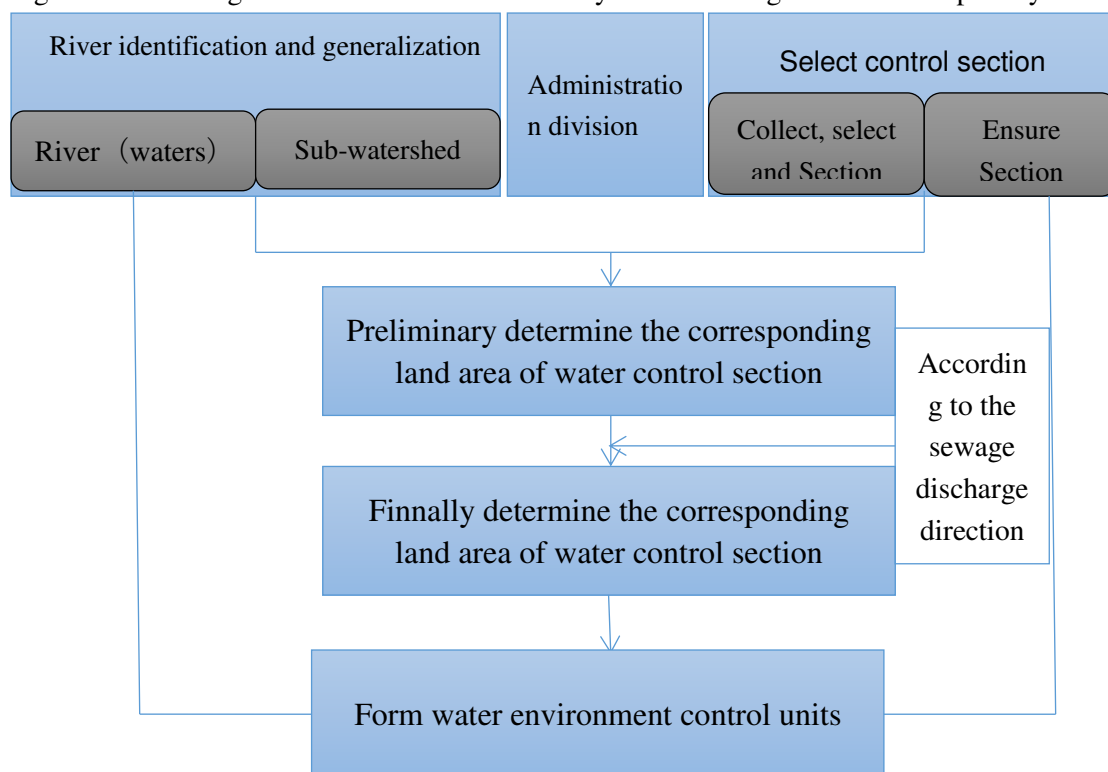 River identification and generalization
River（waters）
Sub-watershed
Administratio
n division
Select control section
Collect, select
and Section
Ensure
Section
Preliminary determine the corresponding
land area of water control section
Accordin
g to the
sewage
discharge
direction
Finnally determine the corresponding
land area of water control section
Form water environment control units